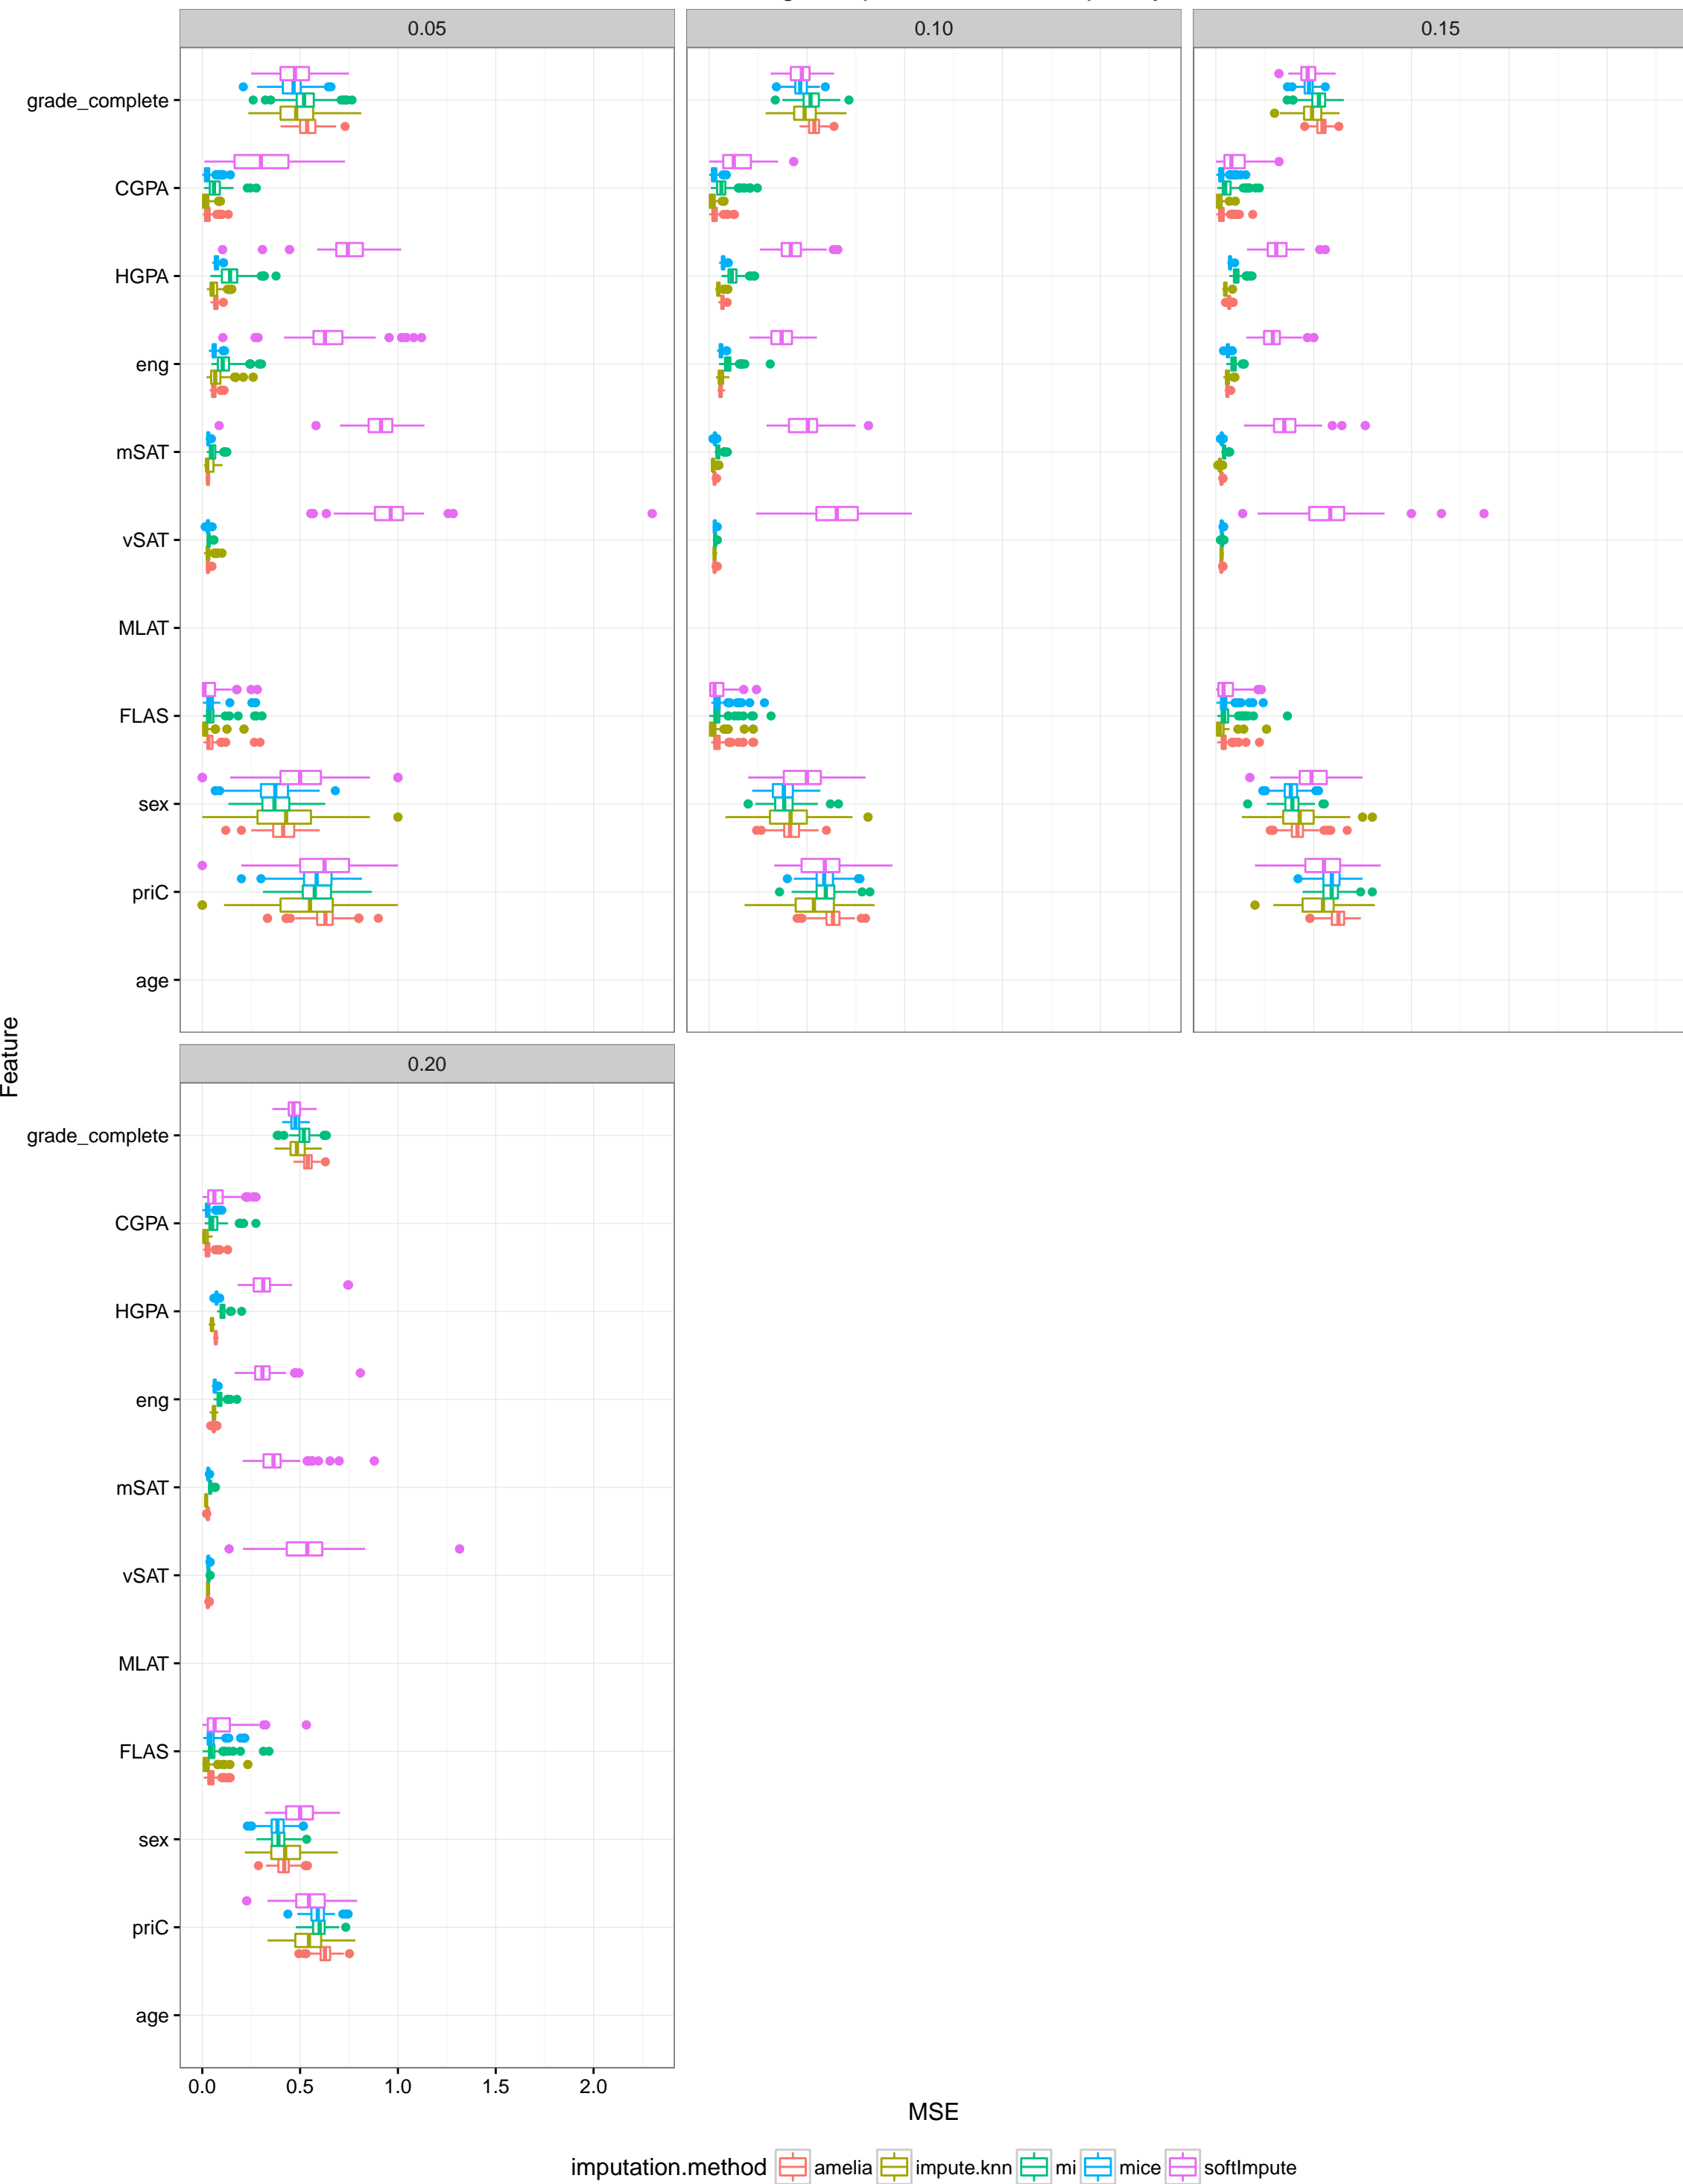 0.05
0.10
0.15
grade_complete
CGPA
HGPA
eng
mSAT
vSAT
MLAT
FLAS
sex
priC
age
Feature
0.20
grade_complete
CGPA
HGPA
eng
mSAT
vSAT
MLAT
FLAS
sex
priC
age
0.0 0.5 1.0 1.5 2.0
MSE
imputation.method amelia impute.knn mi mice softImpute